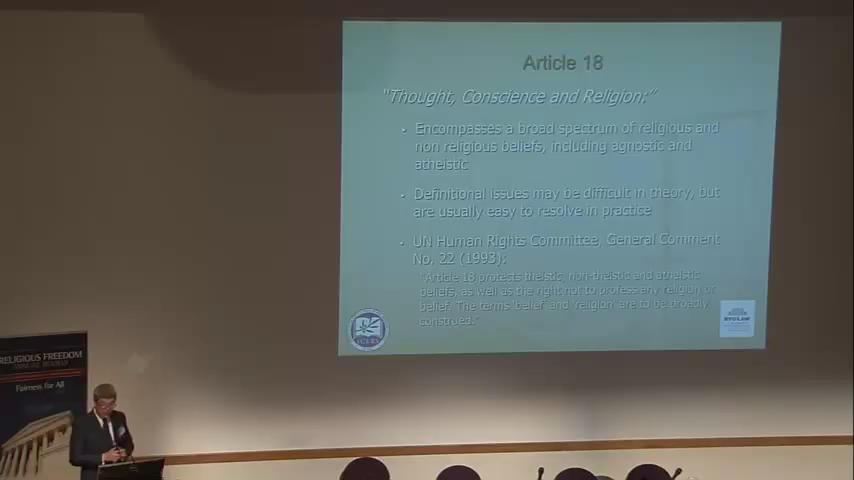 Article 18
"Thought, Conscience and Religion:"
• Encompasses a broad spectrum of religious and
non religious beliefs, including agnostic and
atheistic
• Definitional issues may be difficult in theory, but
are usually easy to resolve in practice
• UN Human Rights Committee, General Comment
No. 22 (1993):
"Article 18 protests theistic, non-theistic and atheistic
beliefs, as well as the right not to profess any religion or
belief. The terms 'belief' and 'religion' are to be broadly
construed."
RELIGIOUS FREEDOM
Fairness for All